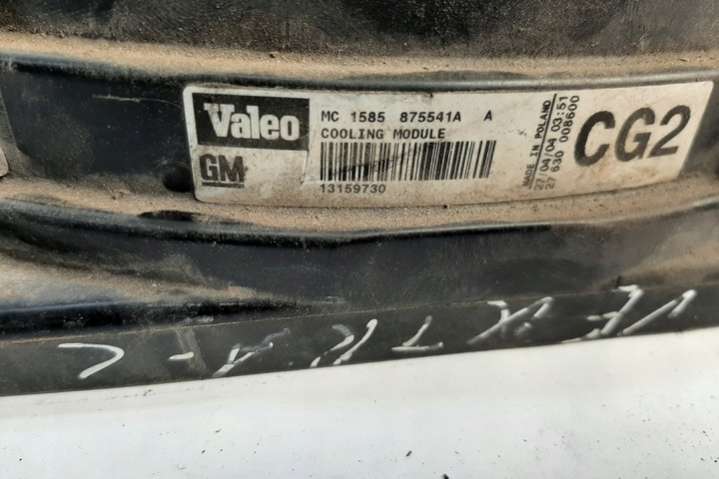 Valeo
GM
MC 1585 875541A A
COOLING MODULE
13159730
MADE IN POLAND
27/04/04 03:51
27 630 008600
CG2
VEKTRA-C